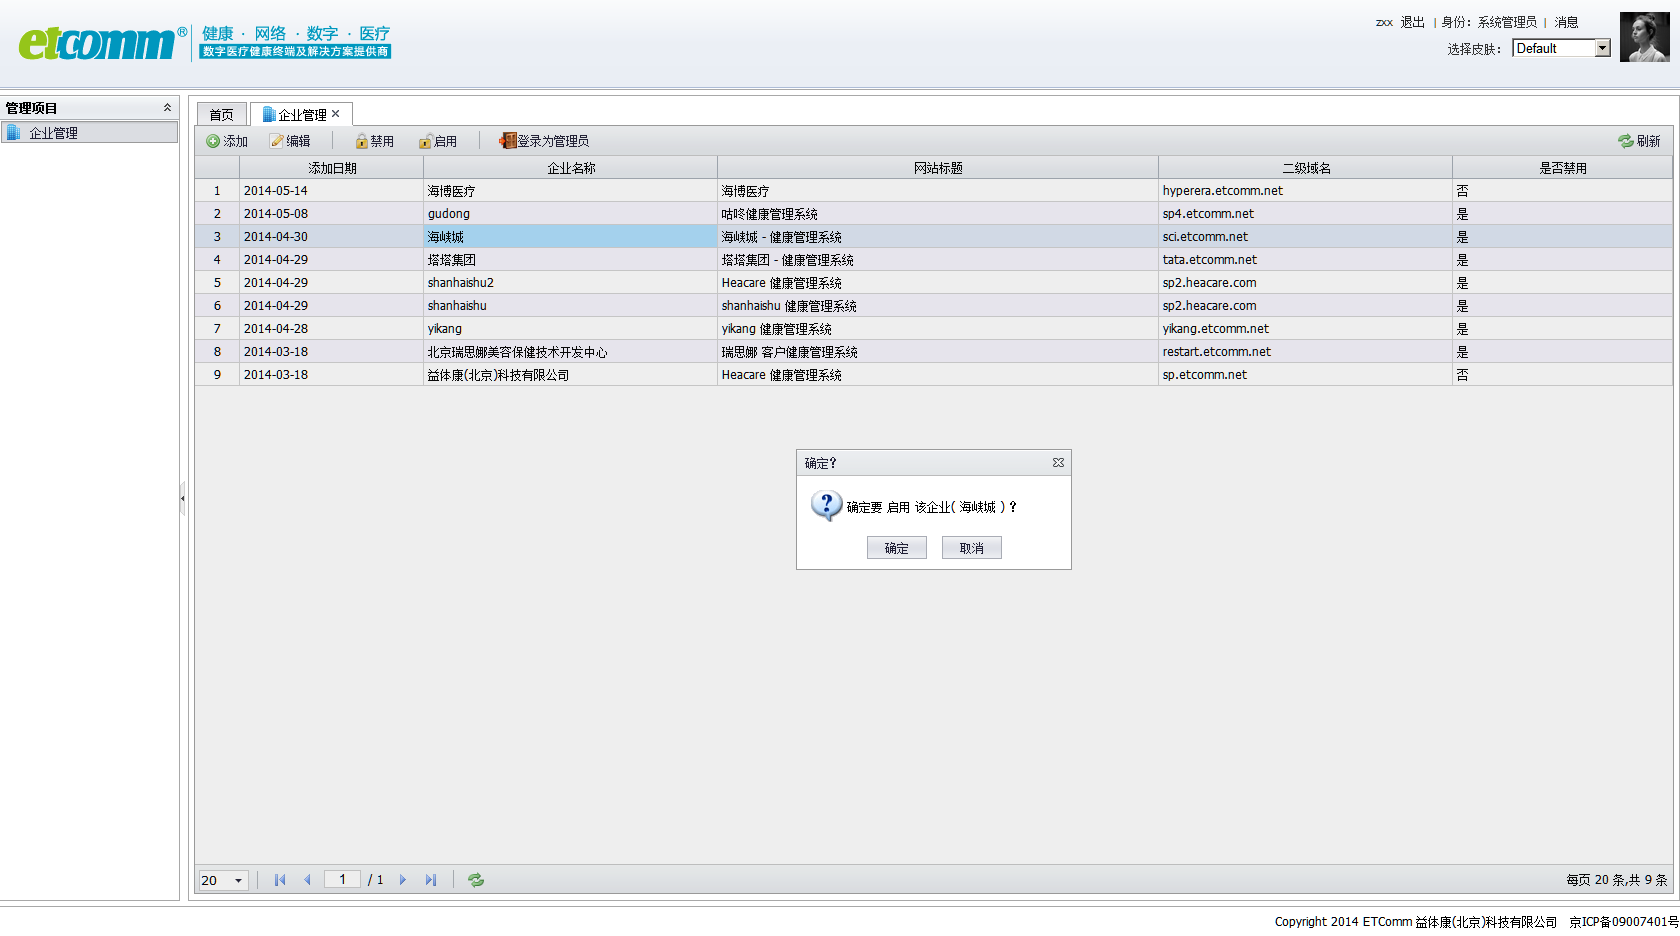 etcomm® 健康 · 网络 · 数字 · 医疗
数字医疗健康终端及解决方案提供商
zxx 退出 | 身份: 系统管理员 | 消息
选择皮肤: Default
管理项目
企业管理
首页 企业管理
添加 编辑 禁用 启用 登录为管理员 刷新
添加日期 企业名称 网站标题 二级域名 是否禁用
1 2014-05-14 海博医疗 海博医疗 hyperera.etcomm.net 否
2 2014-05-08 gudong 咕咚健康管理系统 sp4.etcomm.net 是
3 2014-04-30 海峡城 海峡城 - 健康管理系统 sci.etcomm.net 是
4 2014-04-29 塔塔集团 塔塔集团 - 健康管理系统 tata.etcomm.net 是
5 2014-04-29 shanhaishu2 Heacare 健康管理系统 sp2.heacare.com 是
6 2014-04-29 shanhaishu shanhaishu 健康管理系统 sp2.heacare.com 是
7 2014-04-28 yikang yikang 健康管理系统 yikang.etcomm.net 是
8 2014-03-18 北京瑞思娜美容保健技术开发中心 瑞思娜 客户健康管理系统 restart.etcomm.net 是
9 2014-03-18 益体康(北京)科技有限公司 Heacare 健康管理系统 sp.etcomm.net 否
确定?
确定要 启用 该企业( 海峡城 ) ?
确定 取消
20 1 / 1 每页 20 条,共 9 条
Copyright 2014 ETComm 益体康(北京)科技有限公司 京ICP备09007401号